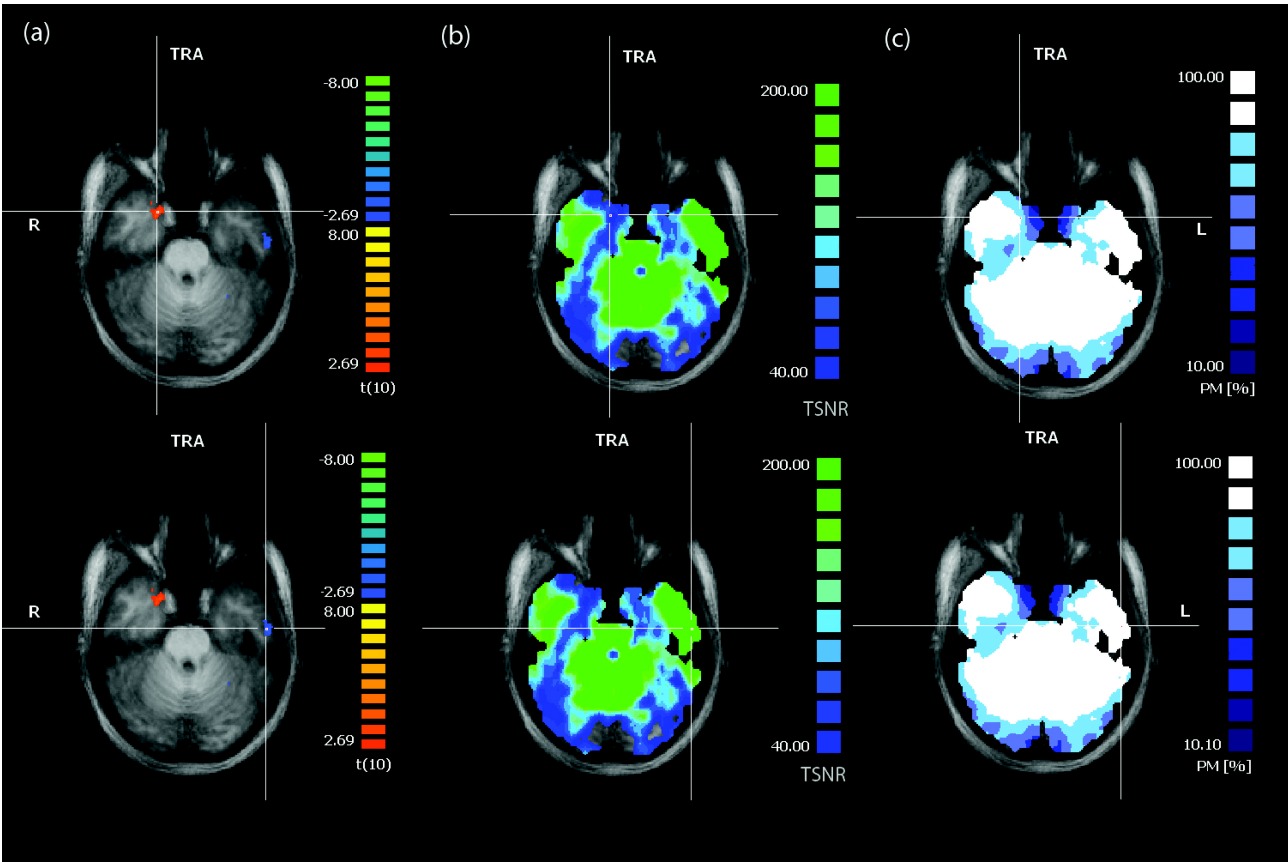 (a)
TRA
R
-8.00
-2.69
8.00
2.69
t(10)
(b)
TRA
200.00
40.00
TSNR
(c)
TRA
L
100.00
10.00
PM [%]
TRA
R
-8.00
-2.69
8.00
2.69
t(10)
TRA
200.00
40.00
TSNR
TRA
L
100.00
10.10
PM [%]